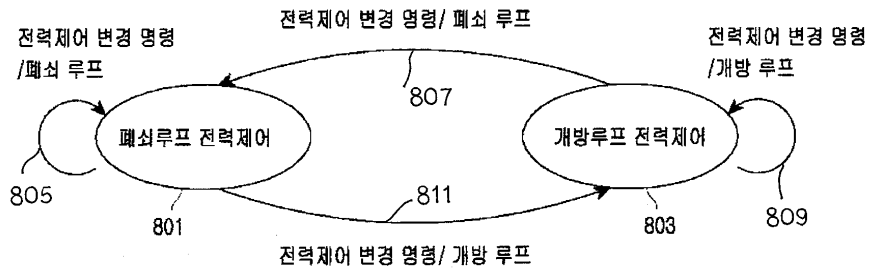 전력제어 변경 명령/ 폐쇄 루프
전력제어 변경 명령
/폐쇄 루프
전력제어 변경 명령
/개방 루프
807
폐쇄루프 전력제어
개방루프 전력제어
805
801
811
803
809
전력제어 변경 명령/ 개방 루프